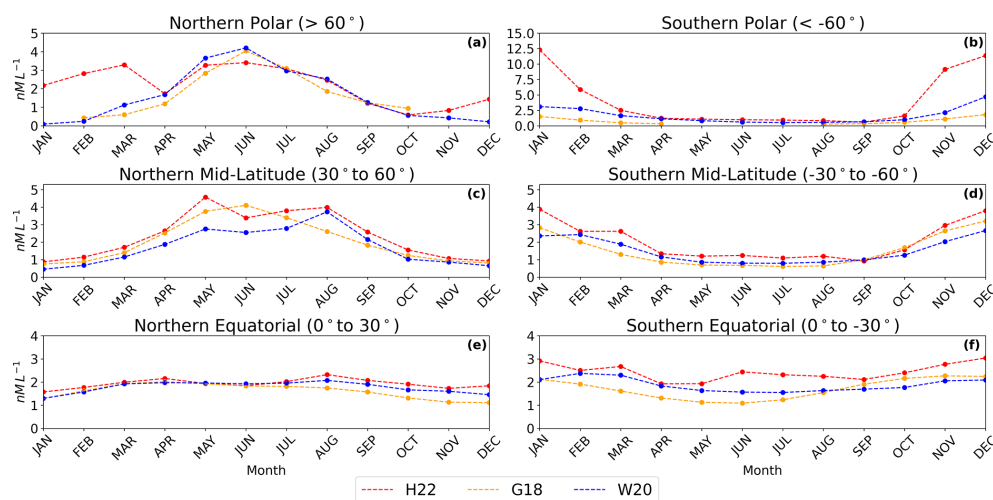 Northern Polar (> 60°)
(a)
nM L⁻¹
5
4
3
2
1
0
JAN FEB MAR APR MAY JUN JUL AUG SEP OCT NOV DEC
Southern Polar (< -60°)
(b)
15.0
12.5
10.0
7.5
5.0
2.5
0.0
JAN FEB MAR APR MAY JUN JUL AUG SEP OCT NOV DEC
Northern Mid-Latitude (30°to 60°)
(c)
nM L⁻¹
5
4
3
2
1
0
JAN FEB MAR APR MAY JUN JUL AUG SEP OCT NOV DEC
Southern Mid-Latitude (-30°to -60°)
(d)
5
4
3
2
1
0
JAN FEB MAR APR MAY JUN JUL AUG SEP OCT NOV DEC
Northern Equatorial (0°to 30°)
(e)
nM L⁻¹
4
3
2
1
0
JAN FEB MAR APR MAY JUN JUL AUG SEP OCT NOV DEC
Month
Southern Equatorial (0°to -30°)
(f)
4
3
2
1
0
JAN FEB MAR APR MAY JUN JUL AUG SEP OCT NOV DEC
Month
H22 G18 W20